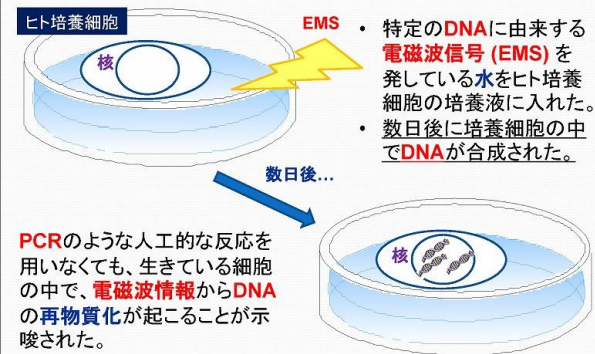 ヒト培養細胞
核
EMS
• 特定のDNAに由来する
電磁波信号 (EMS) を
発している水をヒト培養
細胞の培養液に入れた。
• 数日後に培養細胞の中
でDNAが合成された。
数日後…
PCRのような人工的な反応を
用いなくても、生きている細胞
の中で、電磁波情報からDNA
の再物質化が起こることが示
唆された。
核